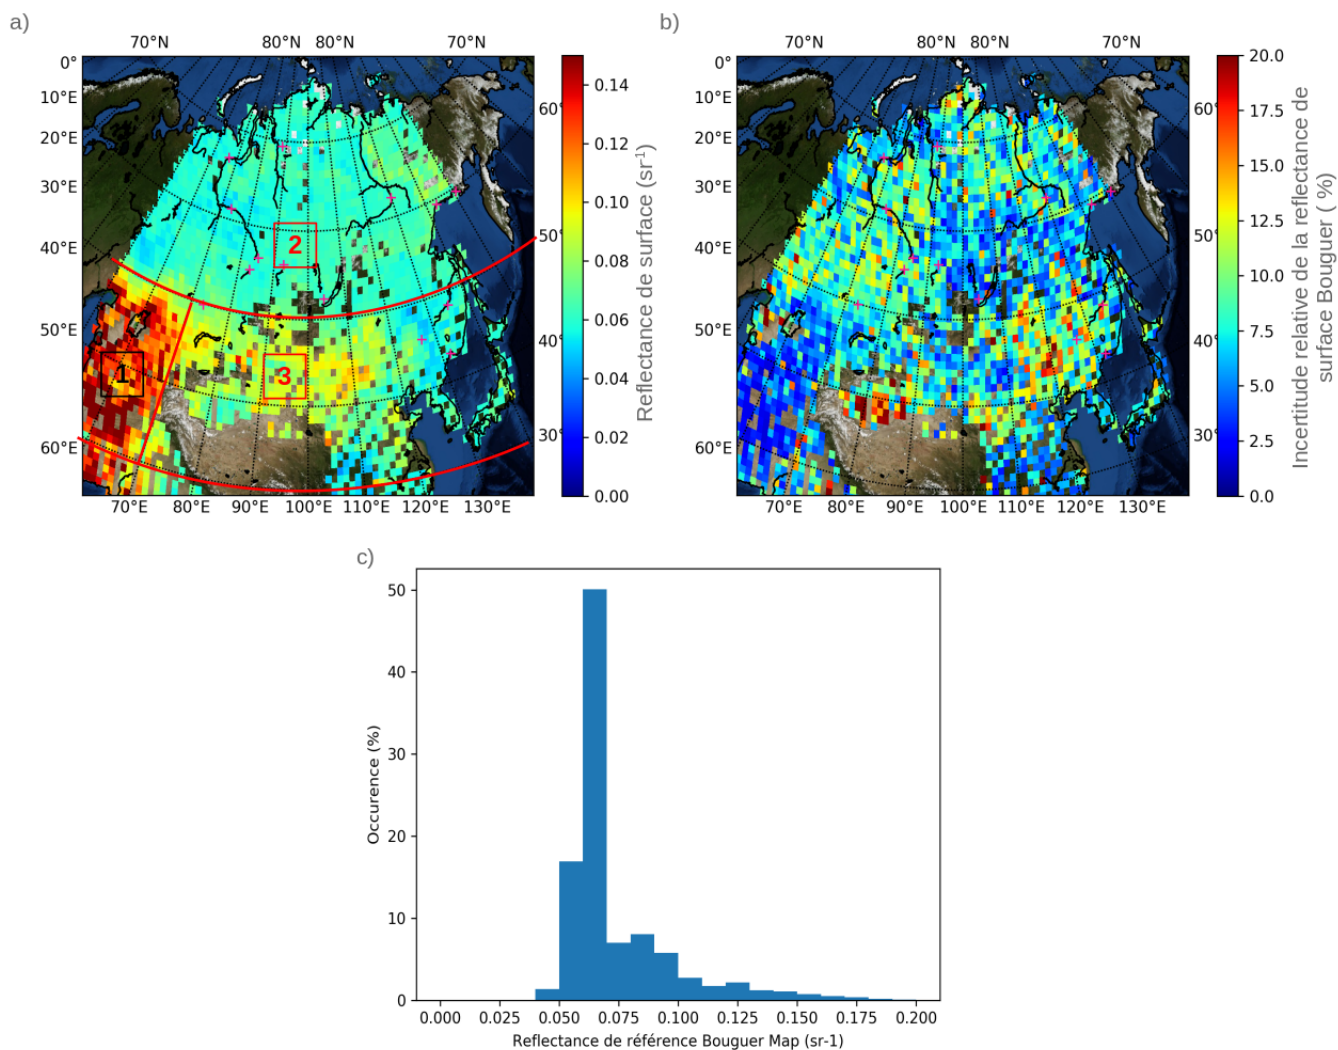 a)
70°N 80°N 80°N 70°N
0°
10°E
20°E
30°E
40°E
50°E
60°E
60°
50°
40°
30°
70°E 80°E 90°E 100°E 110°E 120°E 130°E
1
2
3
0.14
0.12
0.10
0.08
0.06
0.04
0.02
0.00
Reflectance de surface (sr-1)
b)
70°N 80°N 80°N 70°N
0°
10°E
20°E
30°E
40°E
50°E
60°E
60°
50°
40°
30°
70°E 80°E 90°E 100°E 110°E 120°E 130°E
20.0
17.5
15.0
12.5
10.0
7.5
5.0
2.5
0.0
Incertitude relative de la reflectance de
surface Bouguer ( %)
c)
50
40
30
20
10
0
Occurence (%)
0.000 0.025 0.050 0.075 0.100 0.125 0.150 0.175 0.200
Reflectance de référence Bouguer Map (sr-1)